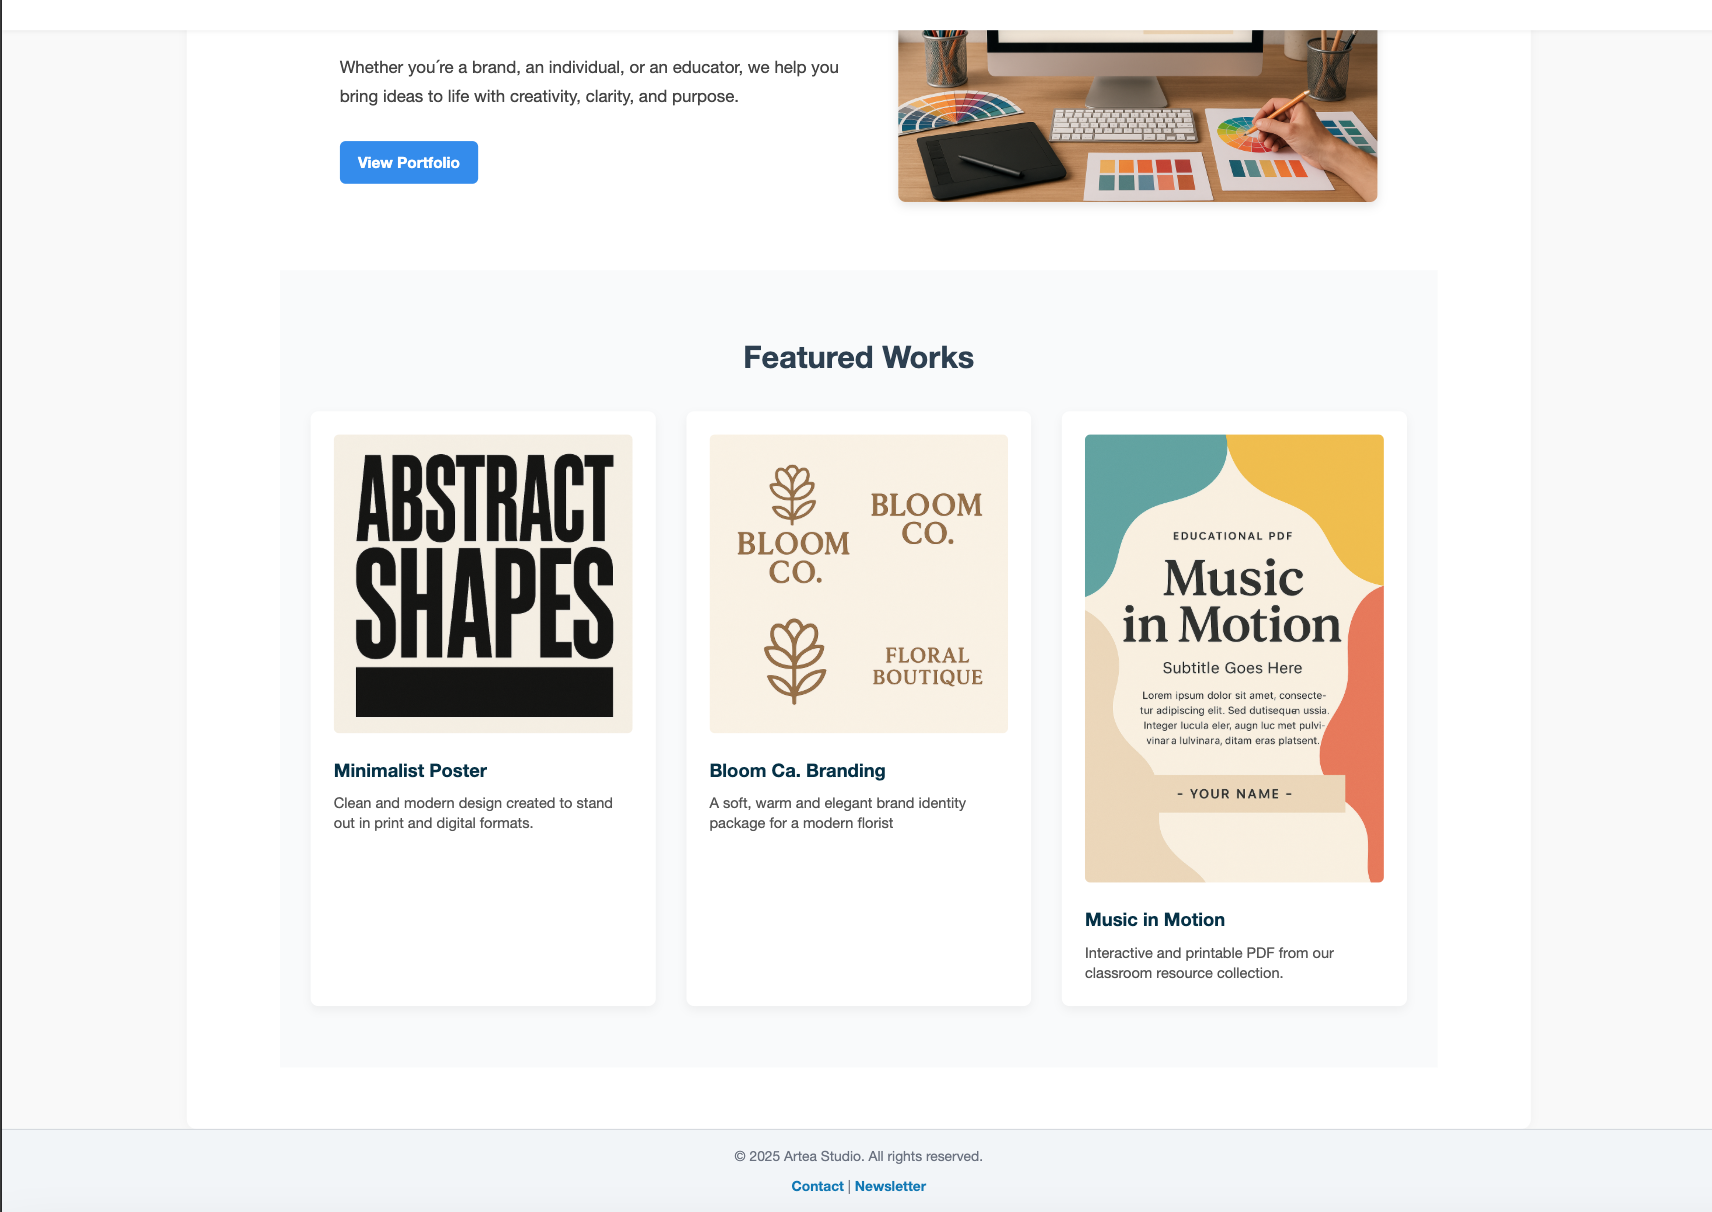 Whether you´re a brand, an individual, or an educator, we help you
bring ideas to life with creativity, clarity, and purpose.
View Portfolio
Featured Works
ABSTRACT
SHAPES
Minimalist Poster
Clean and modern design created to stand
out in print and digital formats.
BLOOM
CO.
BLOOM
CO.
FLORAL
BOUTIQUE
Bloom Ca. Branding
A soft, warm and elegant brand identity
package for a modern florist
EDUCATIONAL PDF
Music
in Motion
Subtitle Goes Here
Lorem ipsum dolor sit amet, consecte-
tur adipiscing elit. Sed dutisequen ussia.
Integer lucula eler, augn luc met pulvi-
vinar a lulvinara, ditam eras platsent.
- YOUR NAME -
Music in Motion
Interactive and printable PDF from our
classroom resource collection.
© 2025 Artea Studio. All rights reserved.
Contact | Newsletter